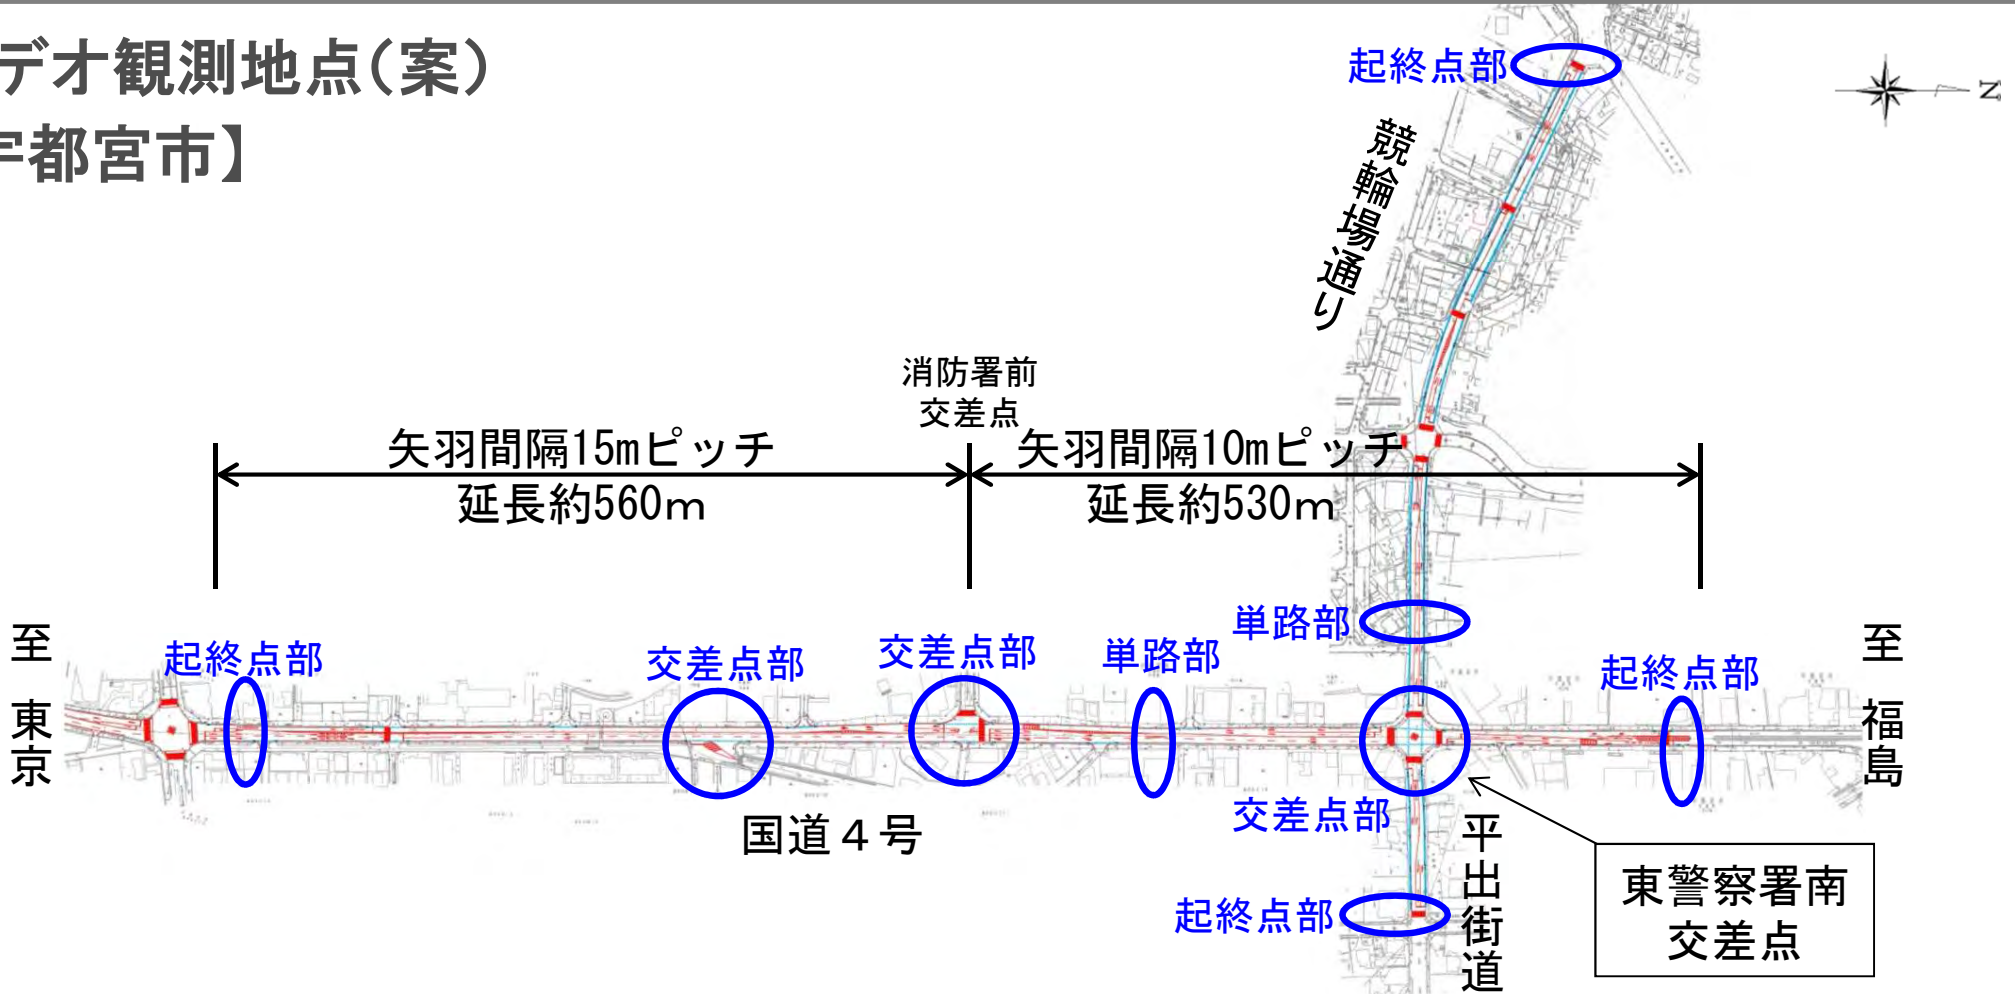 デオ観測地点（案）
宇都宮市】
起終点部
N
競輪場通り
消防署前
交差点
矢羽間隔15mピッチ
矢羽間隔10mピッチ
延長約560m
延長約530m
単路部
至 東京
起終点部
交差点部
交差点部
単路部
起終点部
至 福島
国道４号
交差点部
平出街道
起終点部
東警察署南
交差点